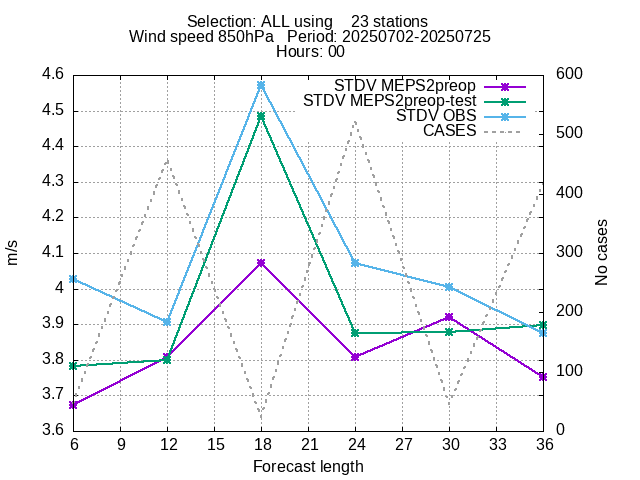 Selection: ALL using    23 stations
Wind speed 850hPa   Period: 20250702-20250725
Hours: 00
STDV MEPS2preop
STDV MEPS2preop-test
STDV OBS
CASES
4.6
4.5
4.4
4.3
4.2
4.1
4
3.9
3.8
3.7
3.6
m/s
600
500
400
300
200
100
0
No cases
6 9 12 15 18 21 24 27 30 33 36
Forecast length